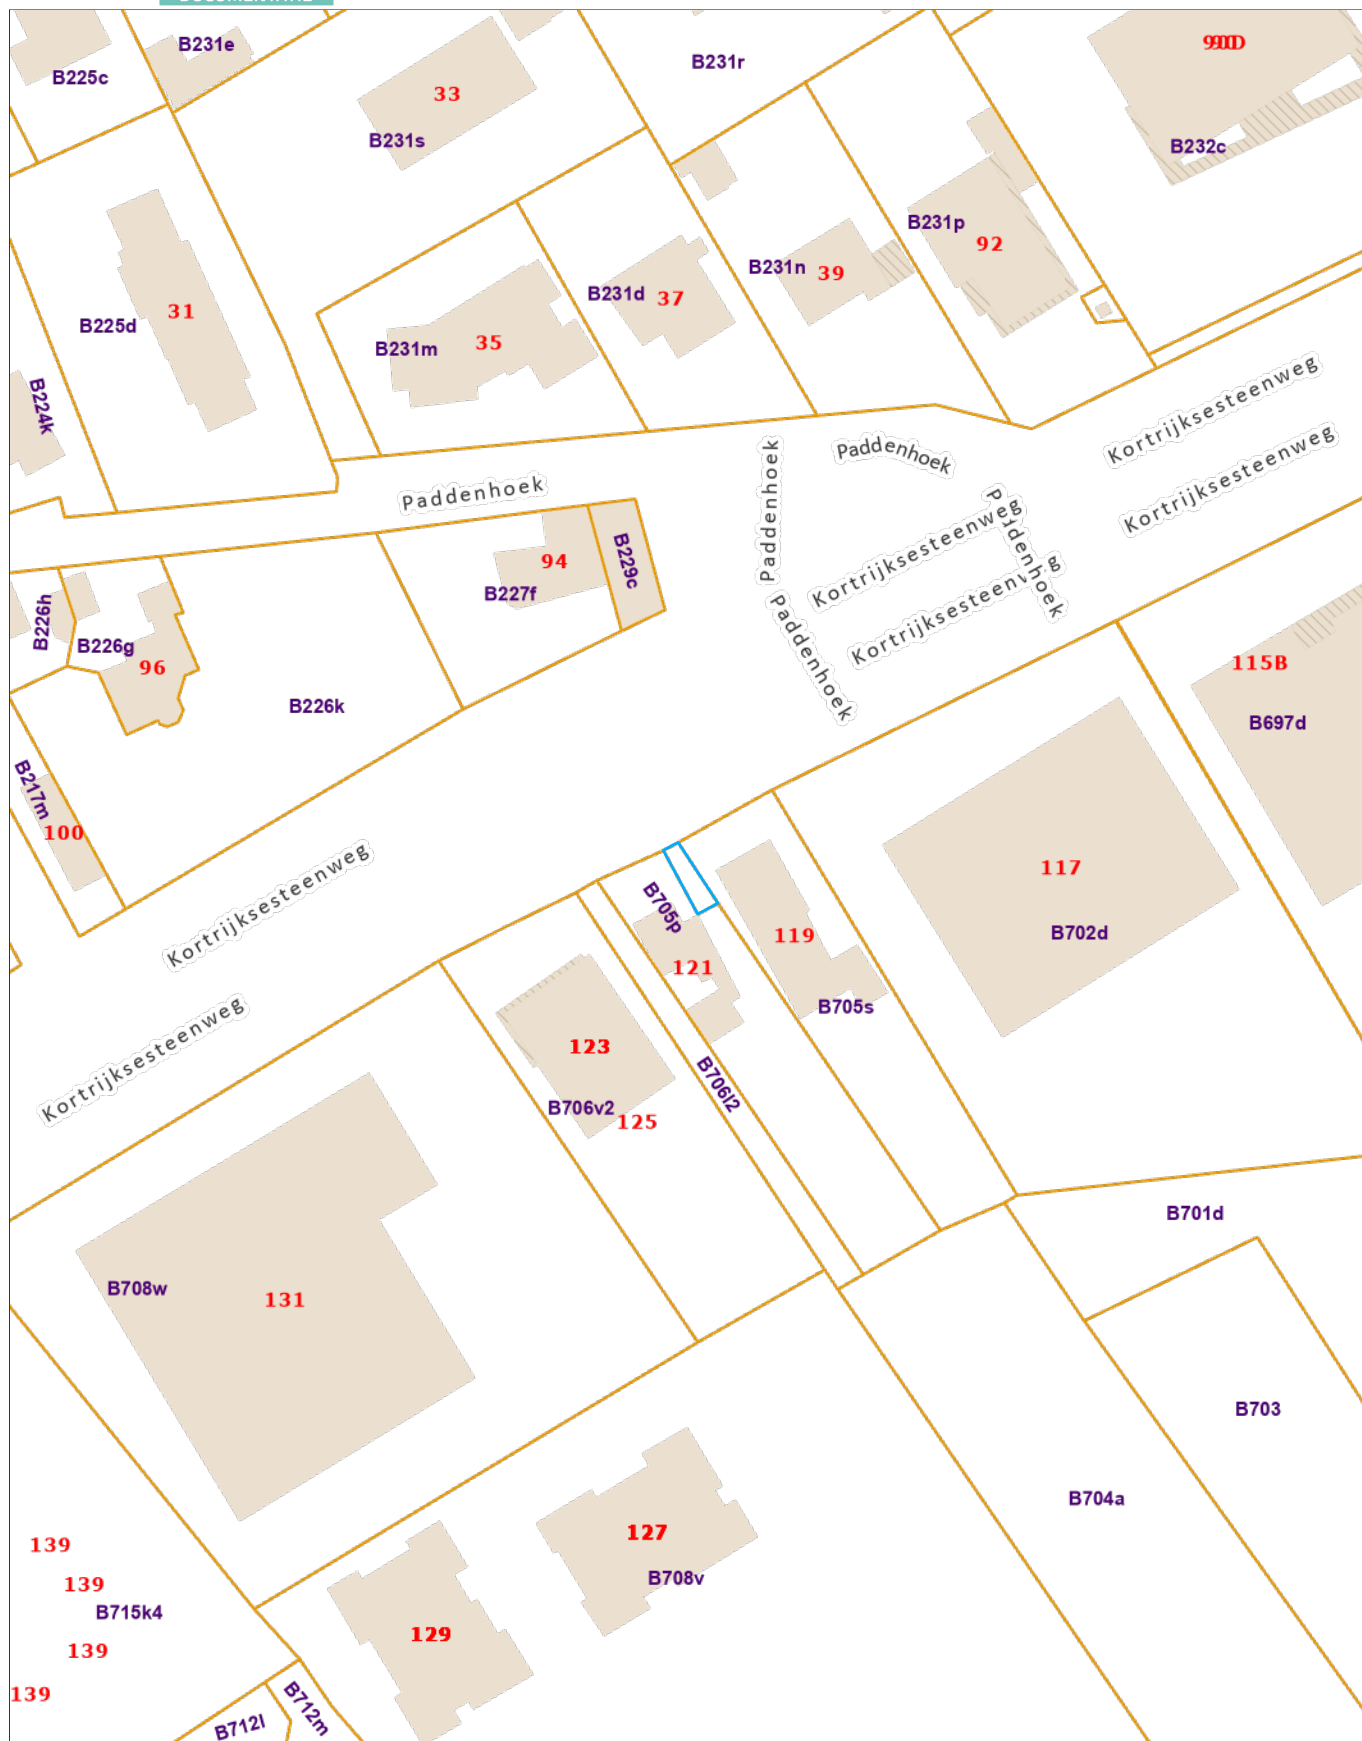 B231e
B225c
B231r
90D
33
B231s
B232c
B231p
92
B231n
39
B231d
37
31
B225d
35
B231m
B224k
Kortrijksesteenweg
Paddenhoek
Kortrijksesteenweg
Paddenhoek
Paddenhoek
Kortrijksesteenweg
Paddenhoek
Kortrijksesteenweg
94
B229c
B227f
B226h
B226g
96
B226k
Paddenhoek
115B
B697d
B217m
100
Kortrijksesteenweg
117
B702d
B705p
119
121
B705s
Kortrijksesteenweg
123
B706l2
B706v2
125
B701d
B708w
131
B703
B704a
139
127
139
B708v
B715k4
129
139
139
B712m
B712l